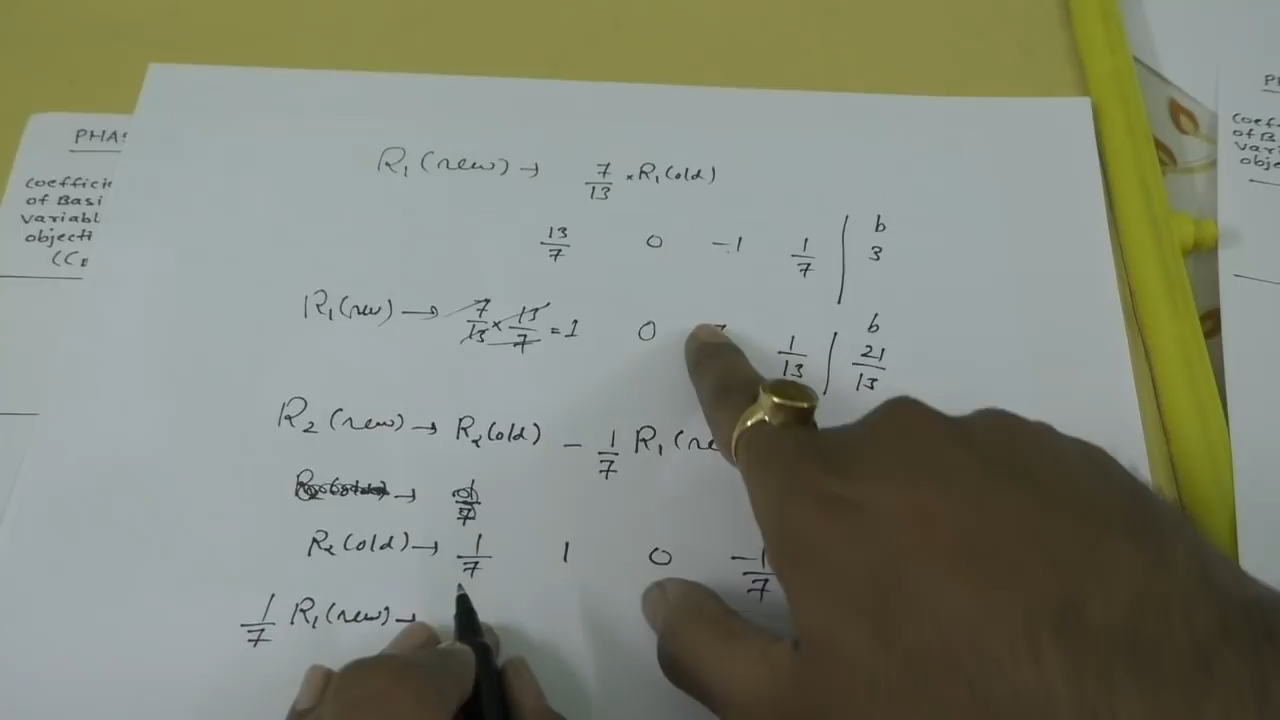 PHAS
Coeffici
of Basi
Variabl
objecti
(CB
R₁(new) → 7/13 × R₁(old)
13/7 0 -1 1/7 | b 3
R₁(new) → 7/13 × 13/7 = 1 0 1/13 | b 21/13
R₂(new) → R₂(old) - 1/7 R₁(ne
R₂(old) → 1/7 1 0 -1/7
1/7 R₁(new) →
P
Coef
of B
Vari
obje